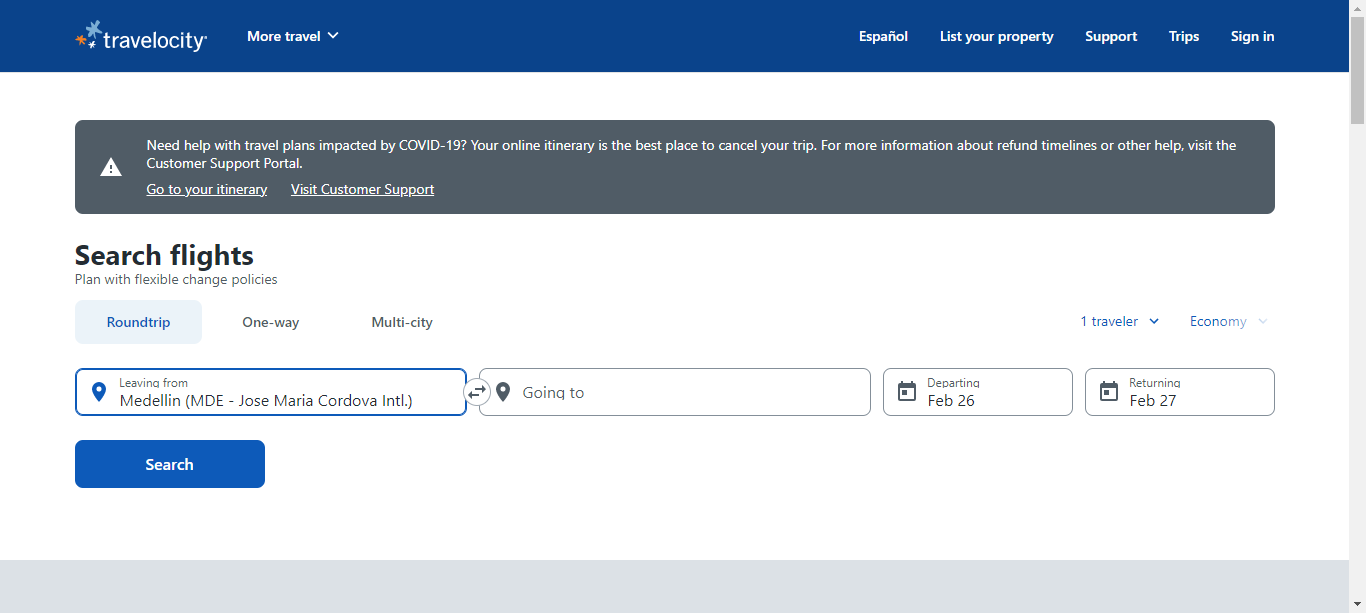 travelocity
More travel
Español
List your property
Support
Trips
Sign in
Need help with travel plans impacted by COVID-19? Your online itinerary is the best place to cancel your trip. For more information about refund timelines or other help, visit the
Customer Support Portal.
Go to your itinerary
Visit Customer Support
Search flights
Plan with flexible change policies
Roundtrip
One-way
Multi-city
1 traveler
Economy
Leaving from
Medellin (MDE - Jose Maria Cordova Intl.)
Going to
Departing
Feb 26
Returning
Feb 27
Search